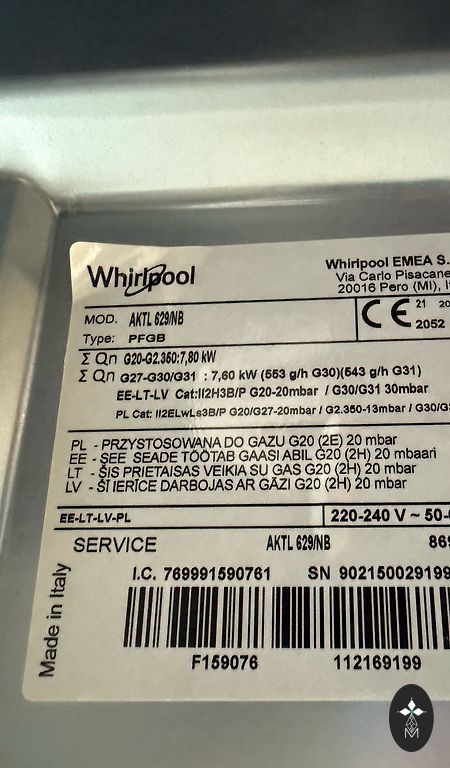 Whirlpool
Whirlpool EMEA S.
Via Carlo Pisacane
20016 Pero (MI), I
MOD. AKTL 629/NB
Type: PFGB
CE 21 20
2052
Σ Qn G20-G2.350:7,80 kW
Σ Qn G27-G30/G31 : 7,60 kW (553 g/h G30)(543 g/h G31)
EE-LT-LV Cat:II2H3B/P G20-20mbar / G30/G31 30mbar
PL Cat: II2ELwLs3B/P G20/G27-20mbar / G2.350-13mbar / G30/G
PL - PRZYSTOSOWANA DO GAZU G20 (2E) 20 mbar
EE - SEE SEADE TÖÖTAB GAASI ABIL G20 (2H) 20 mbaari
LT - ŠIS PRIETAISAS VEIKIA SU GAS G20 (2H) 20 mbar
LV - ŠĪ IERĪCE DARBOJAS AR GĀZI G20 (2H) 20 mbar
EE-LT-LV-PL
220-240 V ~ 50-
SERVICE AKTL 629/NB 869
I.C. 769991590761 SN 902150029199
F159076 112169199
Made in Italy
M